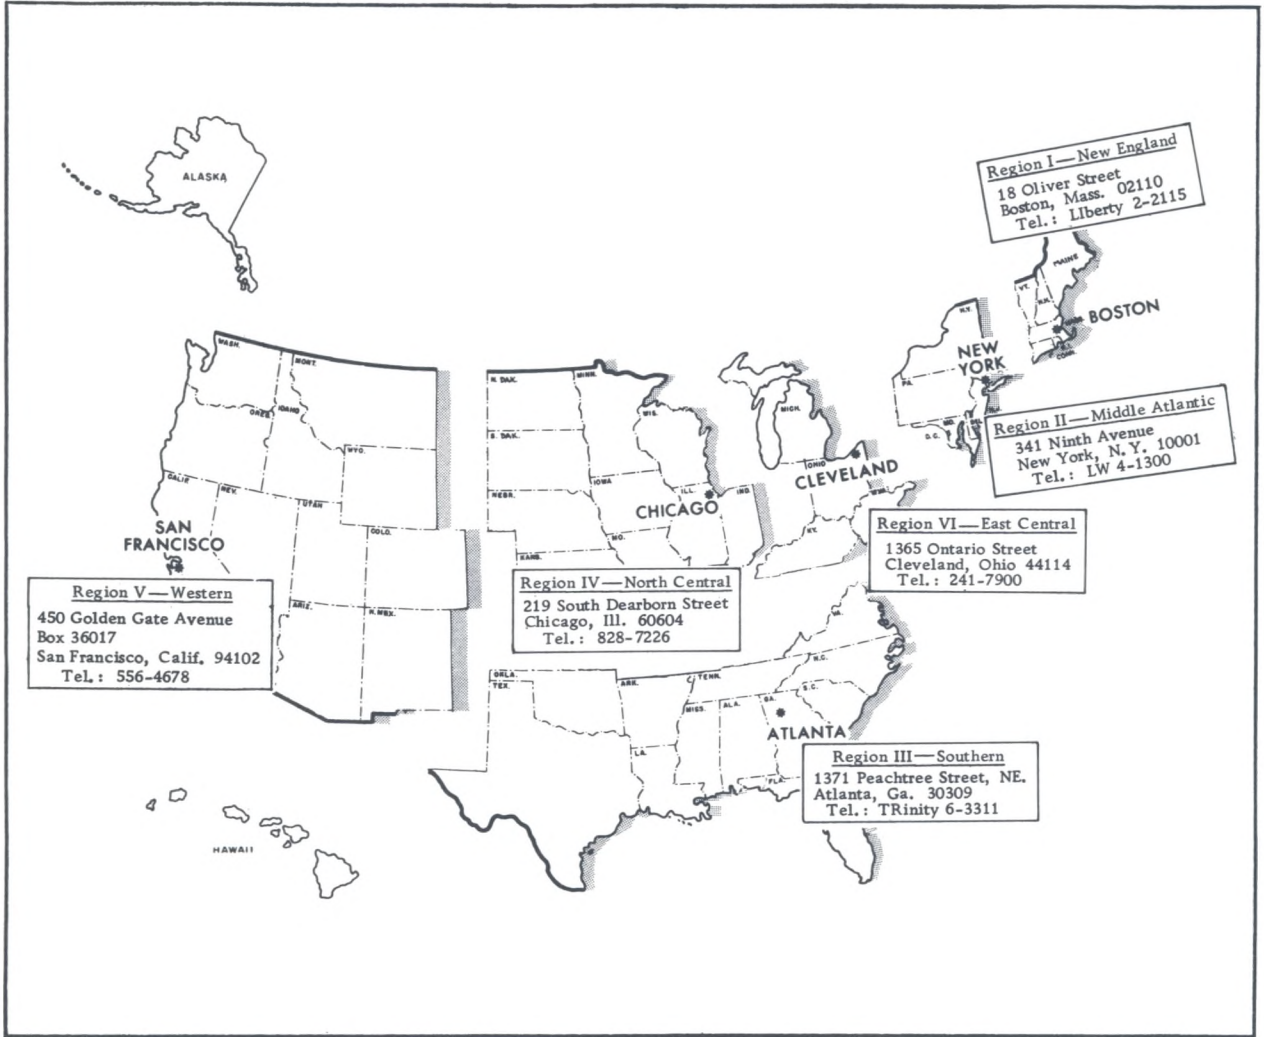 ALASKA
Region I—New England
18 Oliver Street
Boston, Mass. 02110
Tel.: LIberty 2-2115
MAINE
VT.
N.H.
MASS.
R.I.
CONN.
BOSTON
N.Y.
NEW
YORK
PA.
N.J.
MD.
DEL.
D.C.
Region II—Middle Atlantic
341 Ninth Avenue
New York, N.Y. 10001
Tel.: LW 4-1300
WASH.
MONT.
OREG.
IDAHO
WYO.
CALIF.
NEV.
UTAH
COLO.
ARIZ.
N. MEX.
SAN
FRANCISCO
Region V—Western
450 Golden Gate Avenue
Box 36017
San Francisco, Calif. 94102
Tel.: 556-4678
N. DAK.
MINN.
S. DAK.
WIS.
NEBR.
IOWA
ILL.
IND.
KANS.
MO.
CHICAGO
Region IV—North Central
219 South Dearborn Street
Chicago, Ill. 60604
Tel.: 828-7226
MICH.
OHIO
CLEVELAND
W.VA.
KY.
Region VI—East Central
1365 Ontario Street
Cleveland, Ohio 44114
Tel.: 241-7900
VA.
N.C.
OKLA.
TEX.
ARK.
TENN.
S.C.
MISS.
ALA.
GA.
LA.
FLA.
ATLANTA
Region III—Southern
1371 Peachtree Street, NE.
Atlanta, Ga. 30309
Tel.: TRinity 6-3311
HAWAII